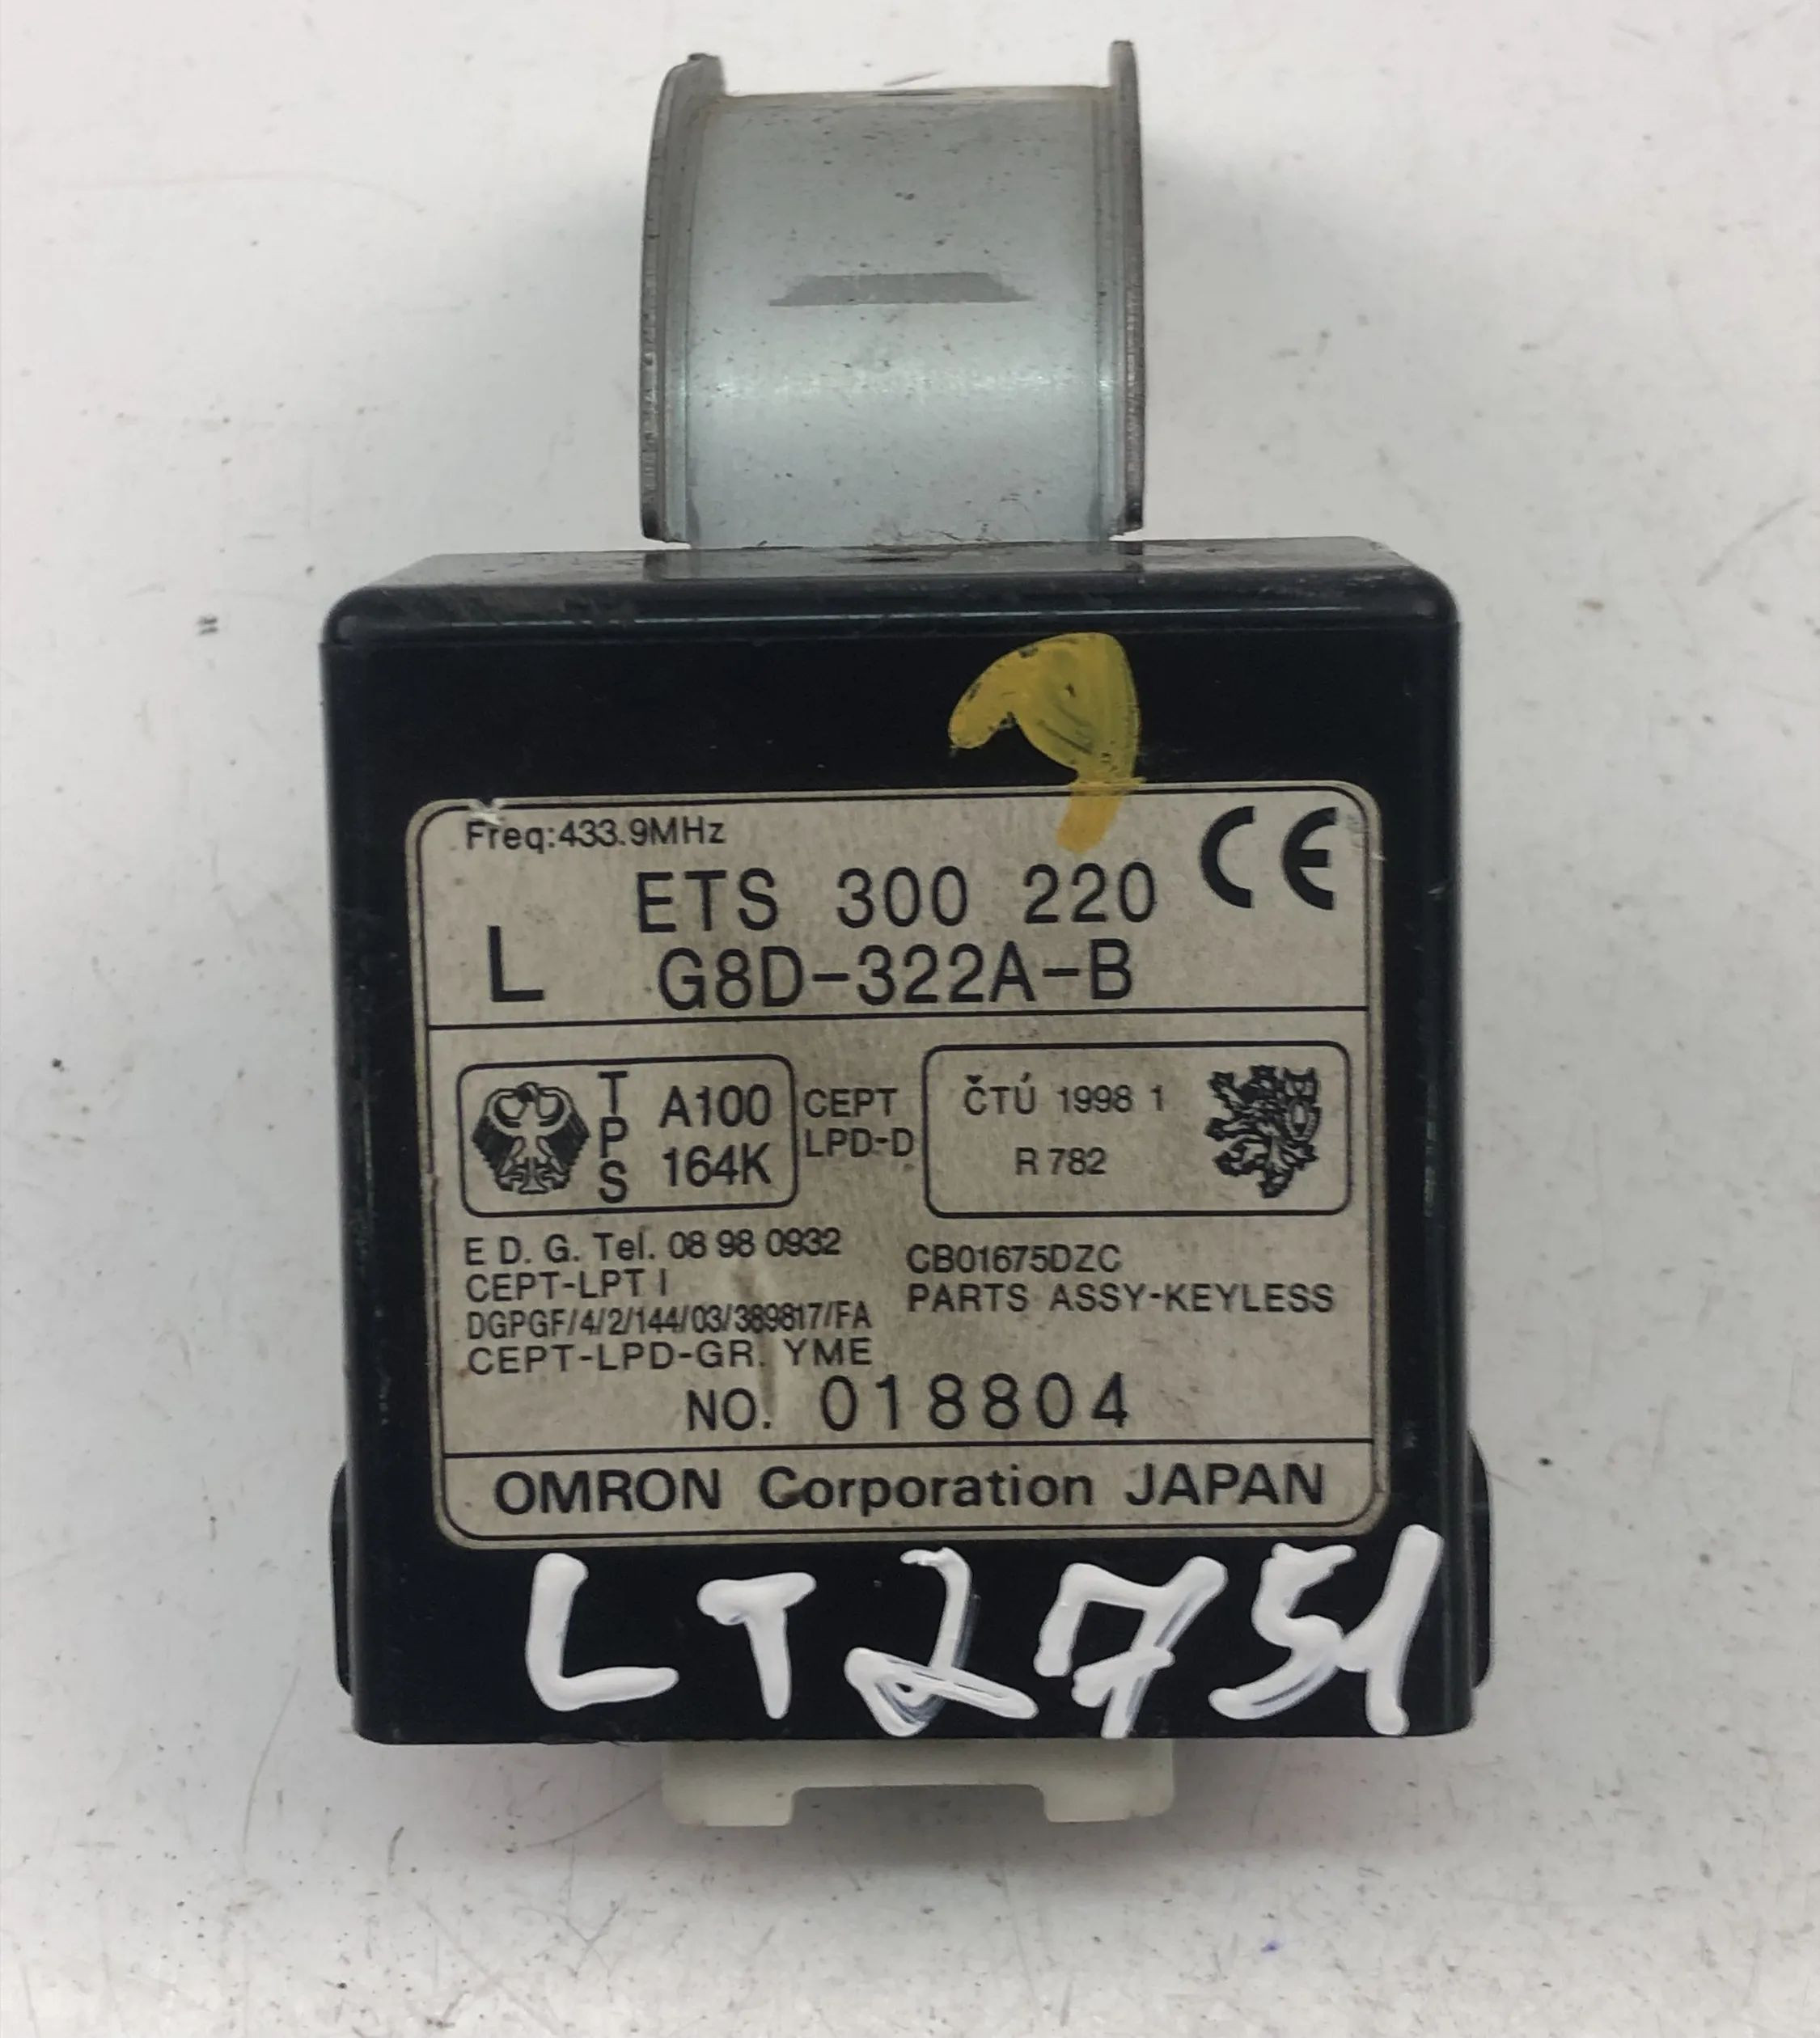 Freq:433.9MHz
CE
ETS 300 220
L G8D-322A-B
TPS A100 164K
CEPT LPD-D
ČTÚ 1998 1
R 782
E D. G. Tel. 08 98 0932
CEPT-LPT I
DGPGF/4/2/144/03/389817/FA
CEPT-LPD-GR. YME
CB01675DZC
PARTS ASSY-KEYLESS
NO. 018804
OMRON Corporation JAPAN
LT2751